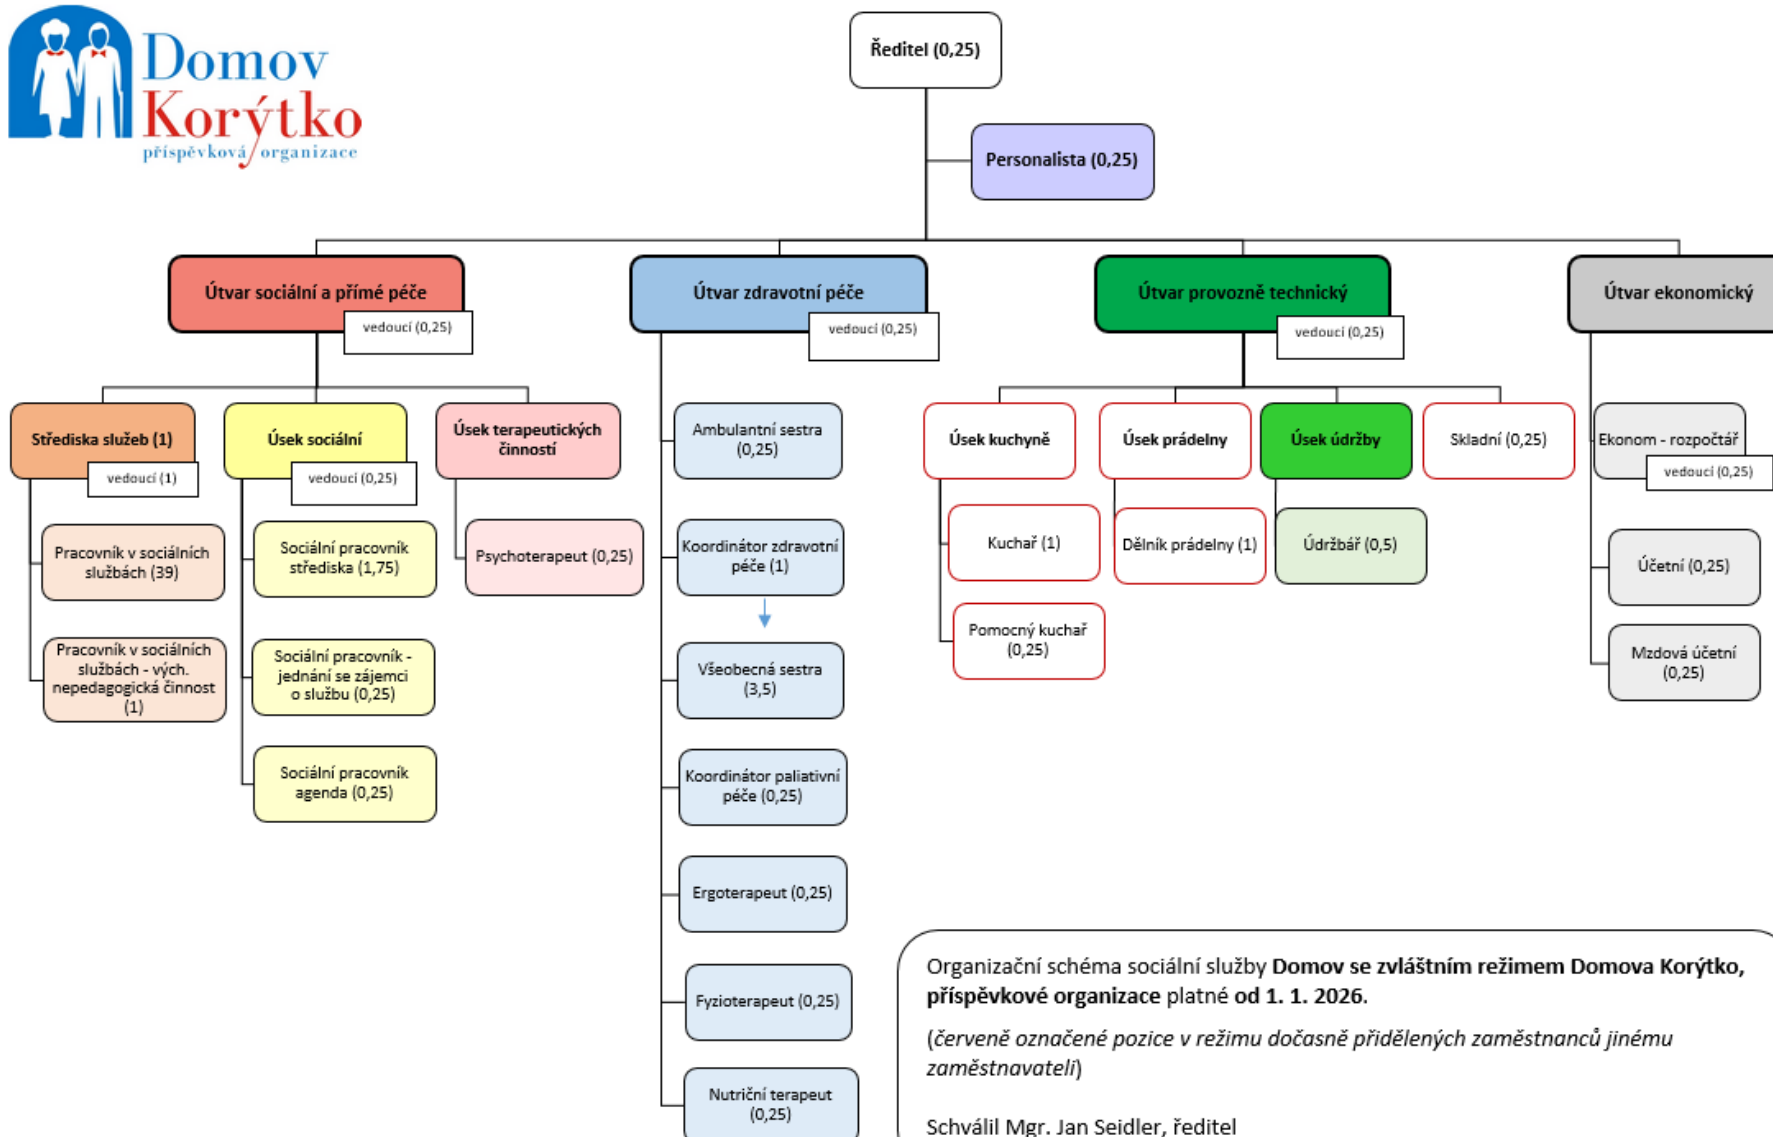 Domov
Korýtko
příspěvková organizace
Ředitel (0,25)
Personalista (0,25)
Útvar sociální a přímé péče
vedoucí (0,25)
Útvar zdravotní péče
vedoucí (0,25)
Útvar provozně technický
vedoucí (0,25)
Útvar ekonomický
Střediska služeb (1)
vedoucí (1)
Pracovník v sociálních
službách (39)
Pracovník v sociálních
službách - vých.
nepedagogická činnost
(1)
Úsek sociální
vedoucí (0,25)
Sociální pracovník
střediska (1,75)
Sociální pracovník -
jednání se zájemci
o službu (0,25)
Sociální pracovník
agenda (0,25)
Úsek terapeutických
činností
Psychoterapeut (0,25)
Ambulantní sestra
(0,25)
Koordinátor zdravotní
péče (1)
Všeobecná sestra
(3,5)
Koordinátor paliativní
péče (0,25)
Ergoterapeut (0,25)
Fyzioterapeut (0,25)
Nutriční terapeut
(0,25)
Úsek kuchyně
Kuchař (1)
Pomocný kuchař
(0,25)
Úsek prádelny
Dělník prádelny (1)
Úsek údržby
Údržbář (0,5)
Skladní (0,25)
Ekonom - rozpočtář
vedoucí (0,25)
Účetní (0,25)
Mzdová účetní
(0,25)
Organizační schéma sociální služby Domov se zvláštním režimem Domova Korýtko,
příspěvkové organizace platné od 1. 1. 2026.
(červeně označené pozice v režimu dočasně přidělených zaměstnanců jinému
zaměstnavateli)
Schválil Mgr. Jan Seidler, ředitel